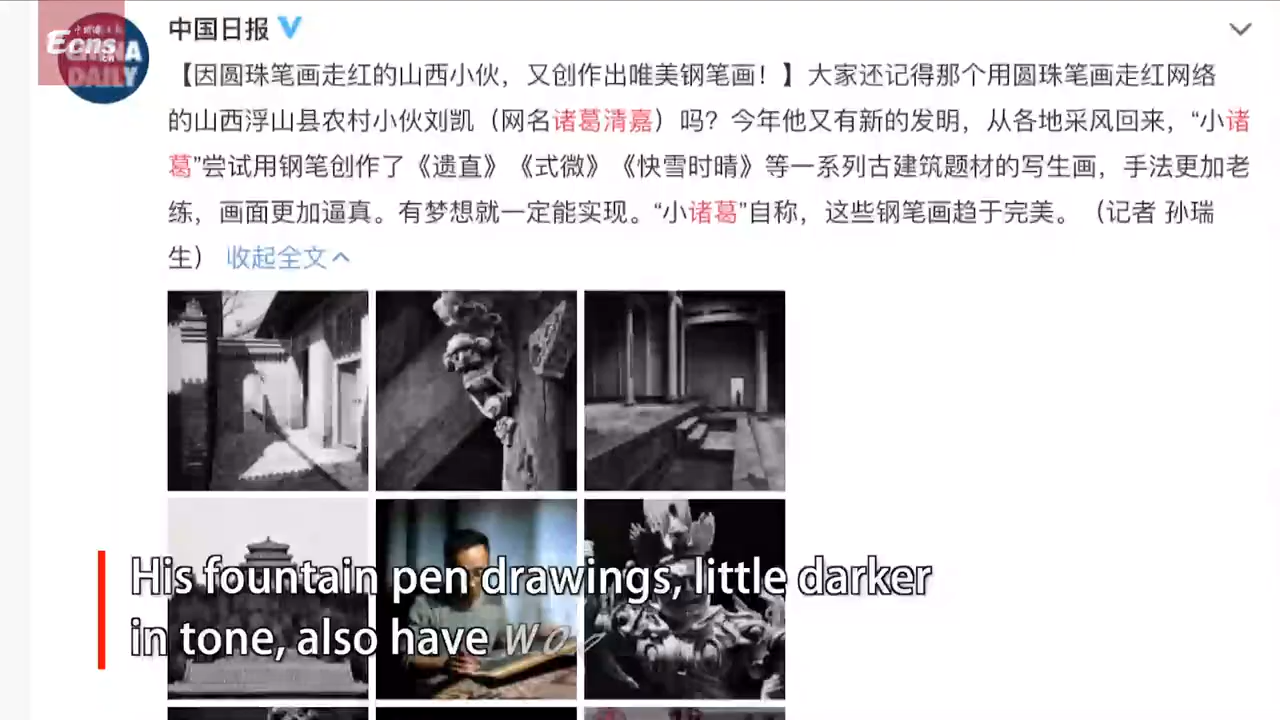 中国日报
Ecns
CHINA
DAILY
【因圆珠笔画走红的山西小伙，又创作出唯美钢笔画！】大家还记得那个用圆珠笔画走红网络
的山西浮山县农村小伙刘凯（网名诸葛清嘉）吗？今年他又有新的发明，从各地采风回来，“小诸
葛”尝试用钢笔创作了《遗直》《式微》《快雪时晴》等一系列古建筑题材的写生画，手法更加老
练，画面更加逼真。有梦想就一定能实现。“小诸葛”自称，这些钢笔画趋于完美。（记者 孙瑞
生） 收起全文
His fountain pen drawings, little darker
in tone, also have